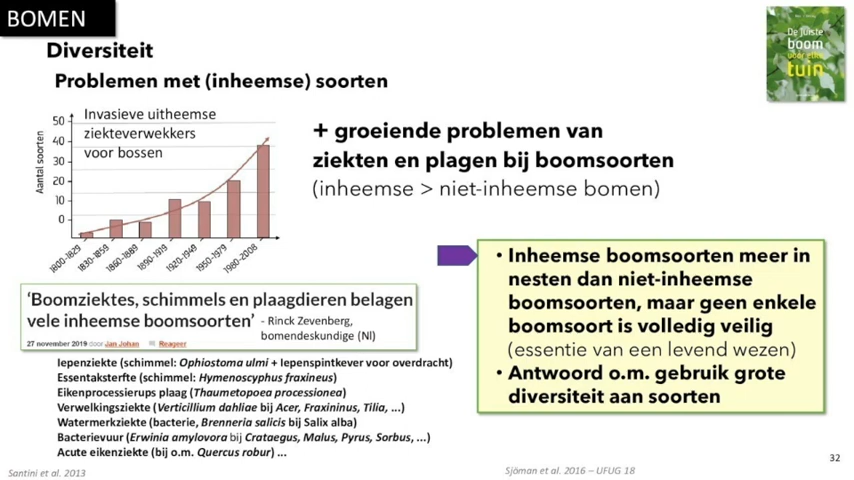 BOMEN
Diversiteit
Problemen met (inheemse) soorten
De juiste
boom
voor elke
tuin
Invasieve uitheemse
ziekteverwekkers
voor bossen
Aantal soorten
50
40
30
20
10
0
1800-1829
1830-1859
1860-1889
1890-1919
1920-1949
1950-1979
1980-2008
+ groeiende problemen van
ziekten en plagen bij boomsoorten
(inheemse > niet-inheemse bomen)
• Inheemse boomsoorten meer in
nesten dan niet-inheemse
boomsoorten, maar geen enkele
boomsoort is volledig veilig
(essentie van een levend wezen)
• Antwoord o.m. gebruik grote
diversiteit aan soorten
‘Boomziektes, schimmels en plaagdieren belagen
vele inheemse boomsoorten’ - Rinck Zevenberg,
bomendeskundige (Nl)
27 november 2019 door Jan Johan Reageer
Iepenziekte (schimmel: Ophiostoma ulmi + Iepenspintkever voor overdracht)
Essentaksterfte (schimmel: Hymenoscyphus fraxineus)
Eikenprocessierups plaag (Thaumetopoea processionea)
Verwelkingsziekte (Verticillium dahliae bij Acer, Fraxininus, Tilia, ...)
Watermerkziekte (bacterie, Brenneria salicis bij Salix alba)
Bacterievuur (Erwinia amylovora bij Crataegus, Malus, Pyrus, Sorbus, ...)
Acute eikenziekte (bij o.m. Quercus robur) ...
Santini et al. 2013
Sjöman et al. 2016 – UFUG 18
32